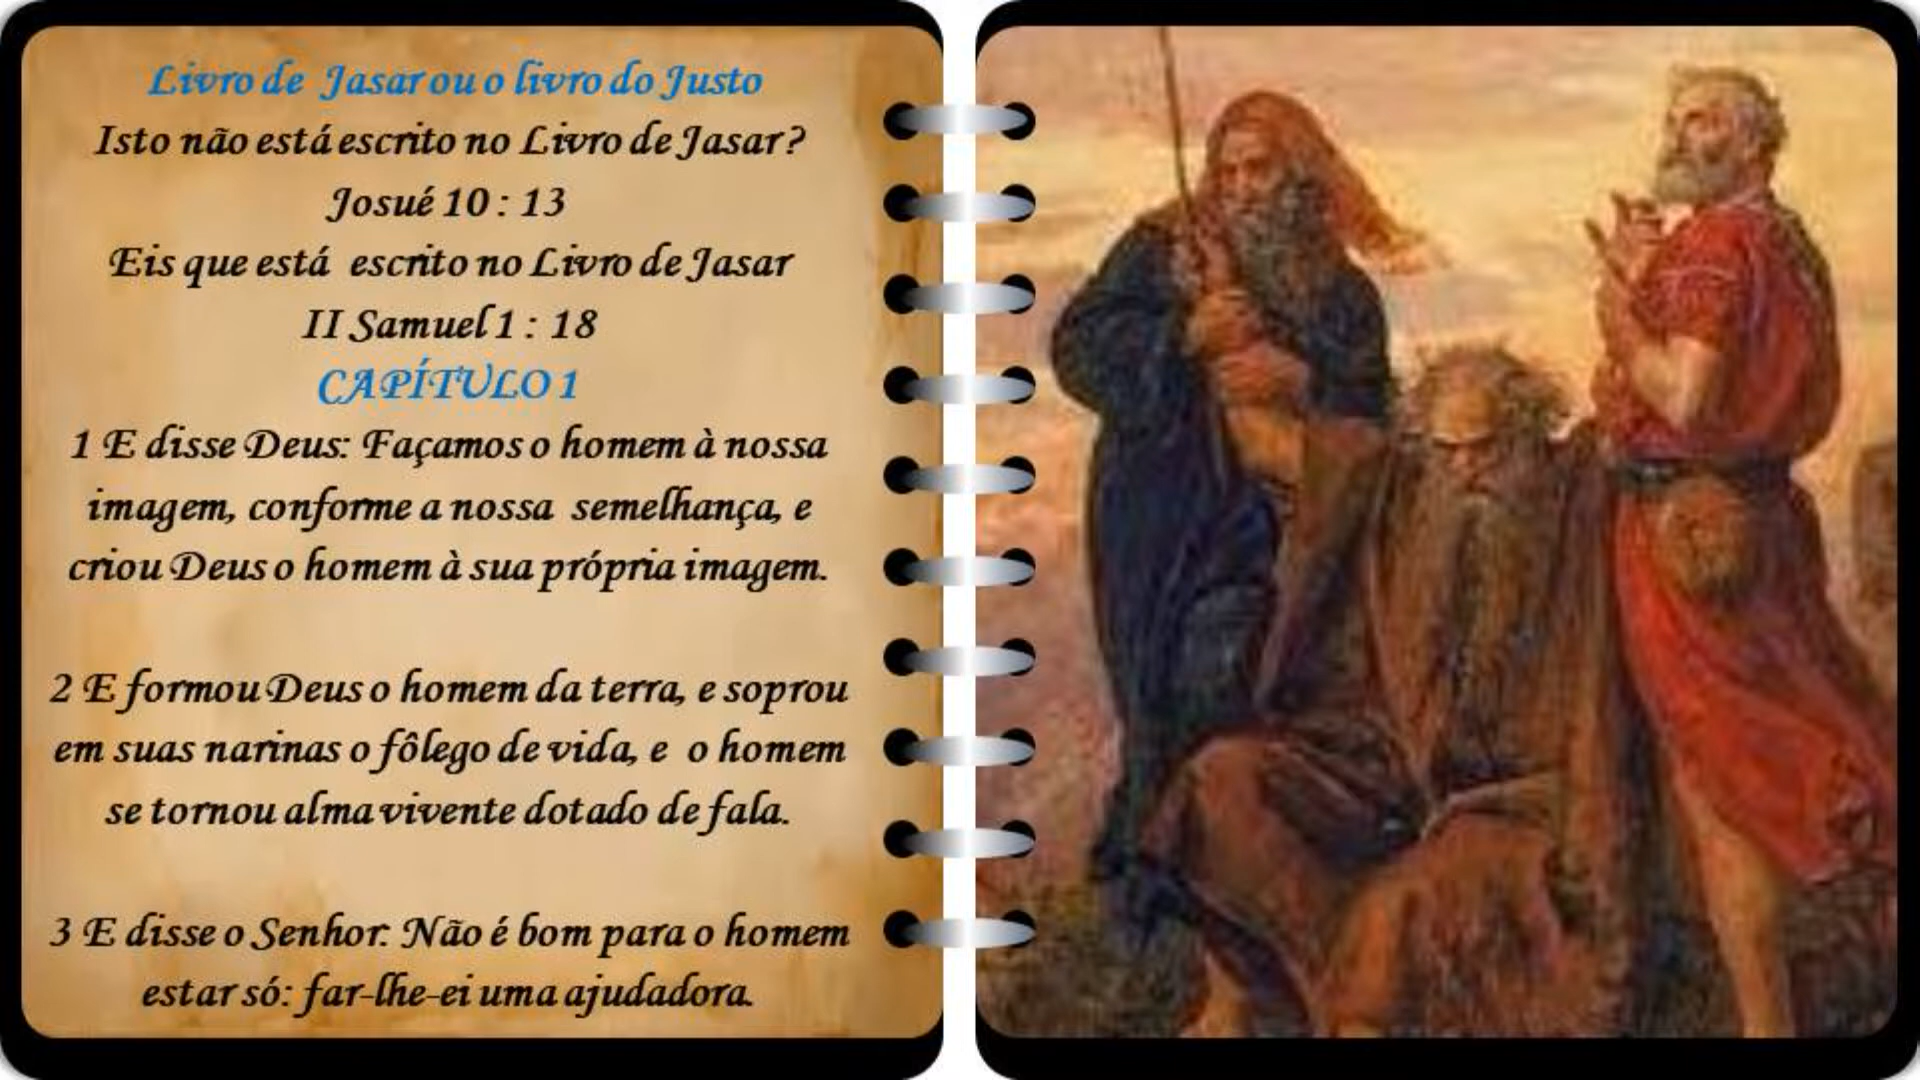 Livro de Jasar ou o livro do Justo
Isto não está escrito no Livro de Jasar?
Josué 10 : 13
Eis que está escrito no Livro de Jasar
II Samuel 1 : 18
CAPÍTULO 1
1 E disse Deus: Façamos o homem à nossa
imagem, conforme a nossa semelhança, e
criou Deus o homem à sua própria imagem.
2 E formou Deus o homem da terra, e soprou
em suas narinas o fôlego de vida, e o homem
se tornou alma vivente dotado de fala.
3 E disse o Senhor: Não é bom para o homem
estar só: far-lhe-ei uma ajudadora.